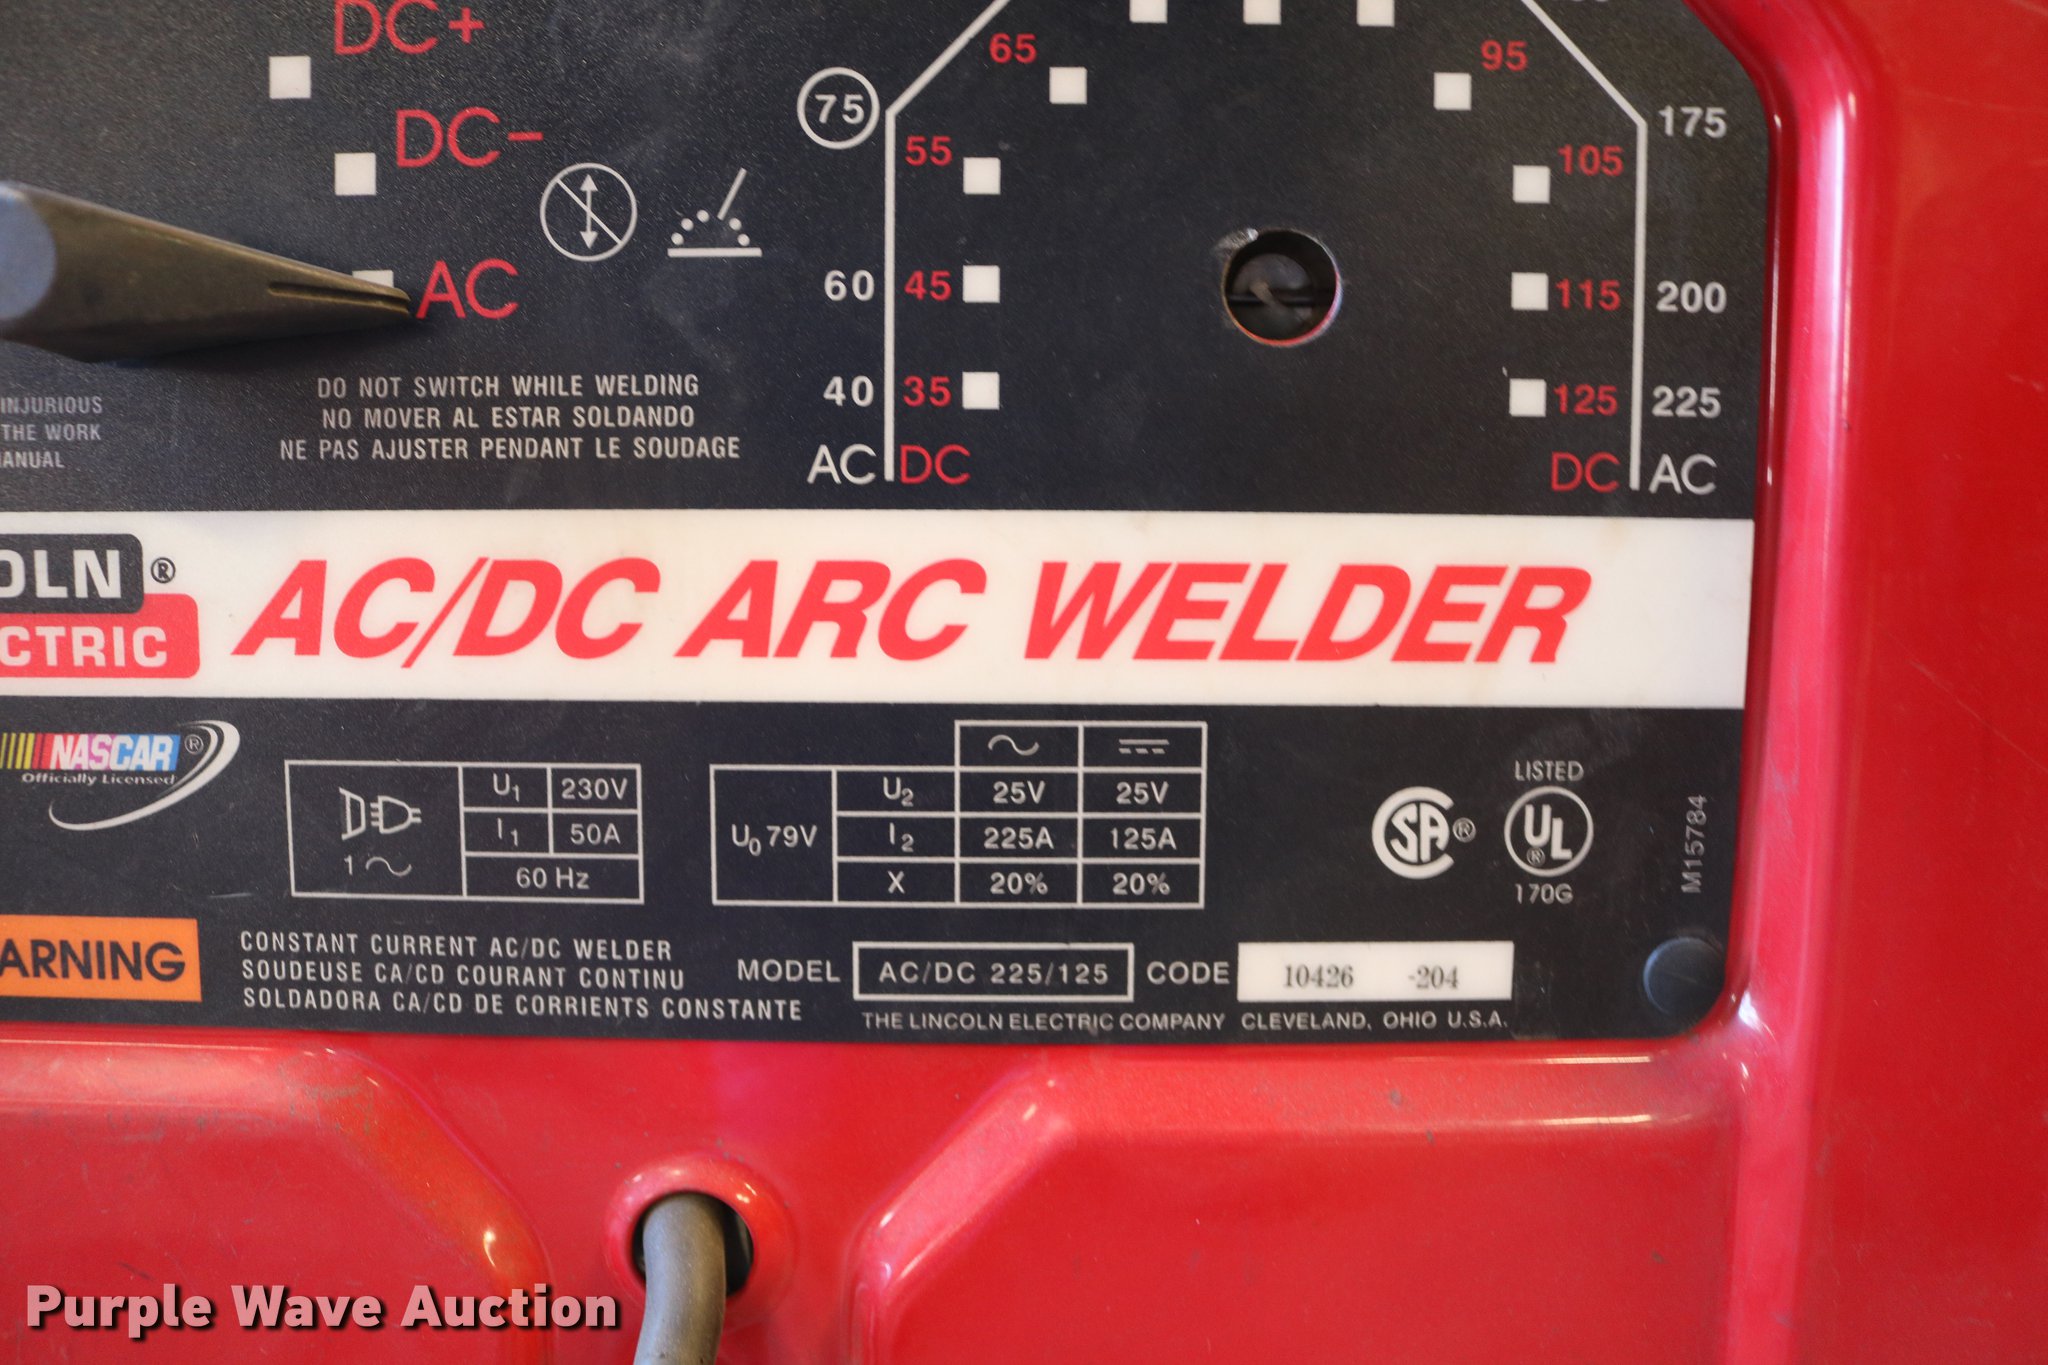 DC+
DC-
AC
DO NOT SWITCH WHILE WELDING
NO MOVER AL ESTAR SOLDANDO
NE PAS AJUSTER PENDANT LE SOUDAGE
INJURIOUS
THE WORK
65
95
75
175
55
105
60
45
115
200
40
35
125
225
AC
DC
DC
AC
OLN ®
CTRIC
AC/DC ARC WELDER
NASCAR ®
Officially Licensed
1
U1 230V
I1 50A
60 Hz
U0 79V
U2 25V 25V
I2 225A 125A
X 20% 20%
SA ®
LISTED
UL ®
170G
M15784
ARNING
CONSTANT CURRENT AC/DC WELDER
SOUDEUSE CA/CD COURANT CONTINU
SOLDADORA CA/CD DE CORRIENTS CONSTANTE
MODEL AC/DC 225/125 CODE 10426 -204
THE LINCOLN ELECTRIC COMPANY CLEVELAND, OHIO U.S.A.
Purple Wave Auction